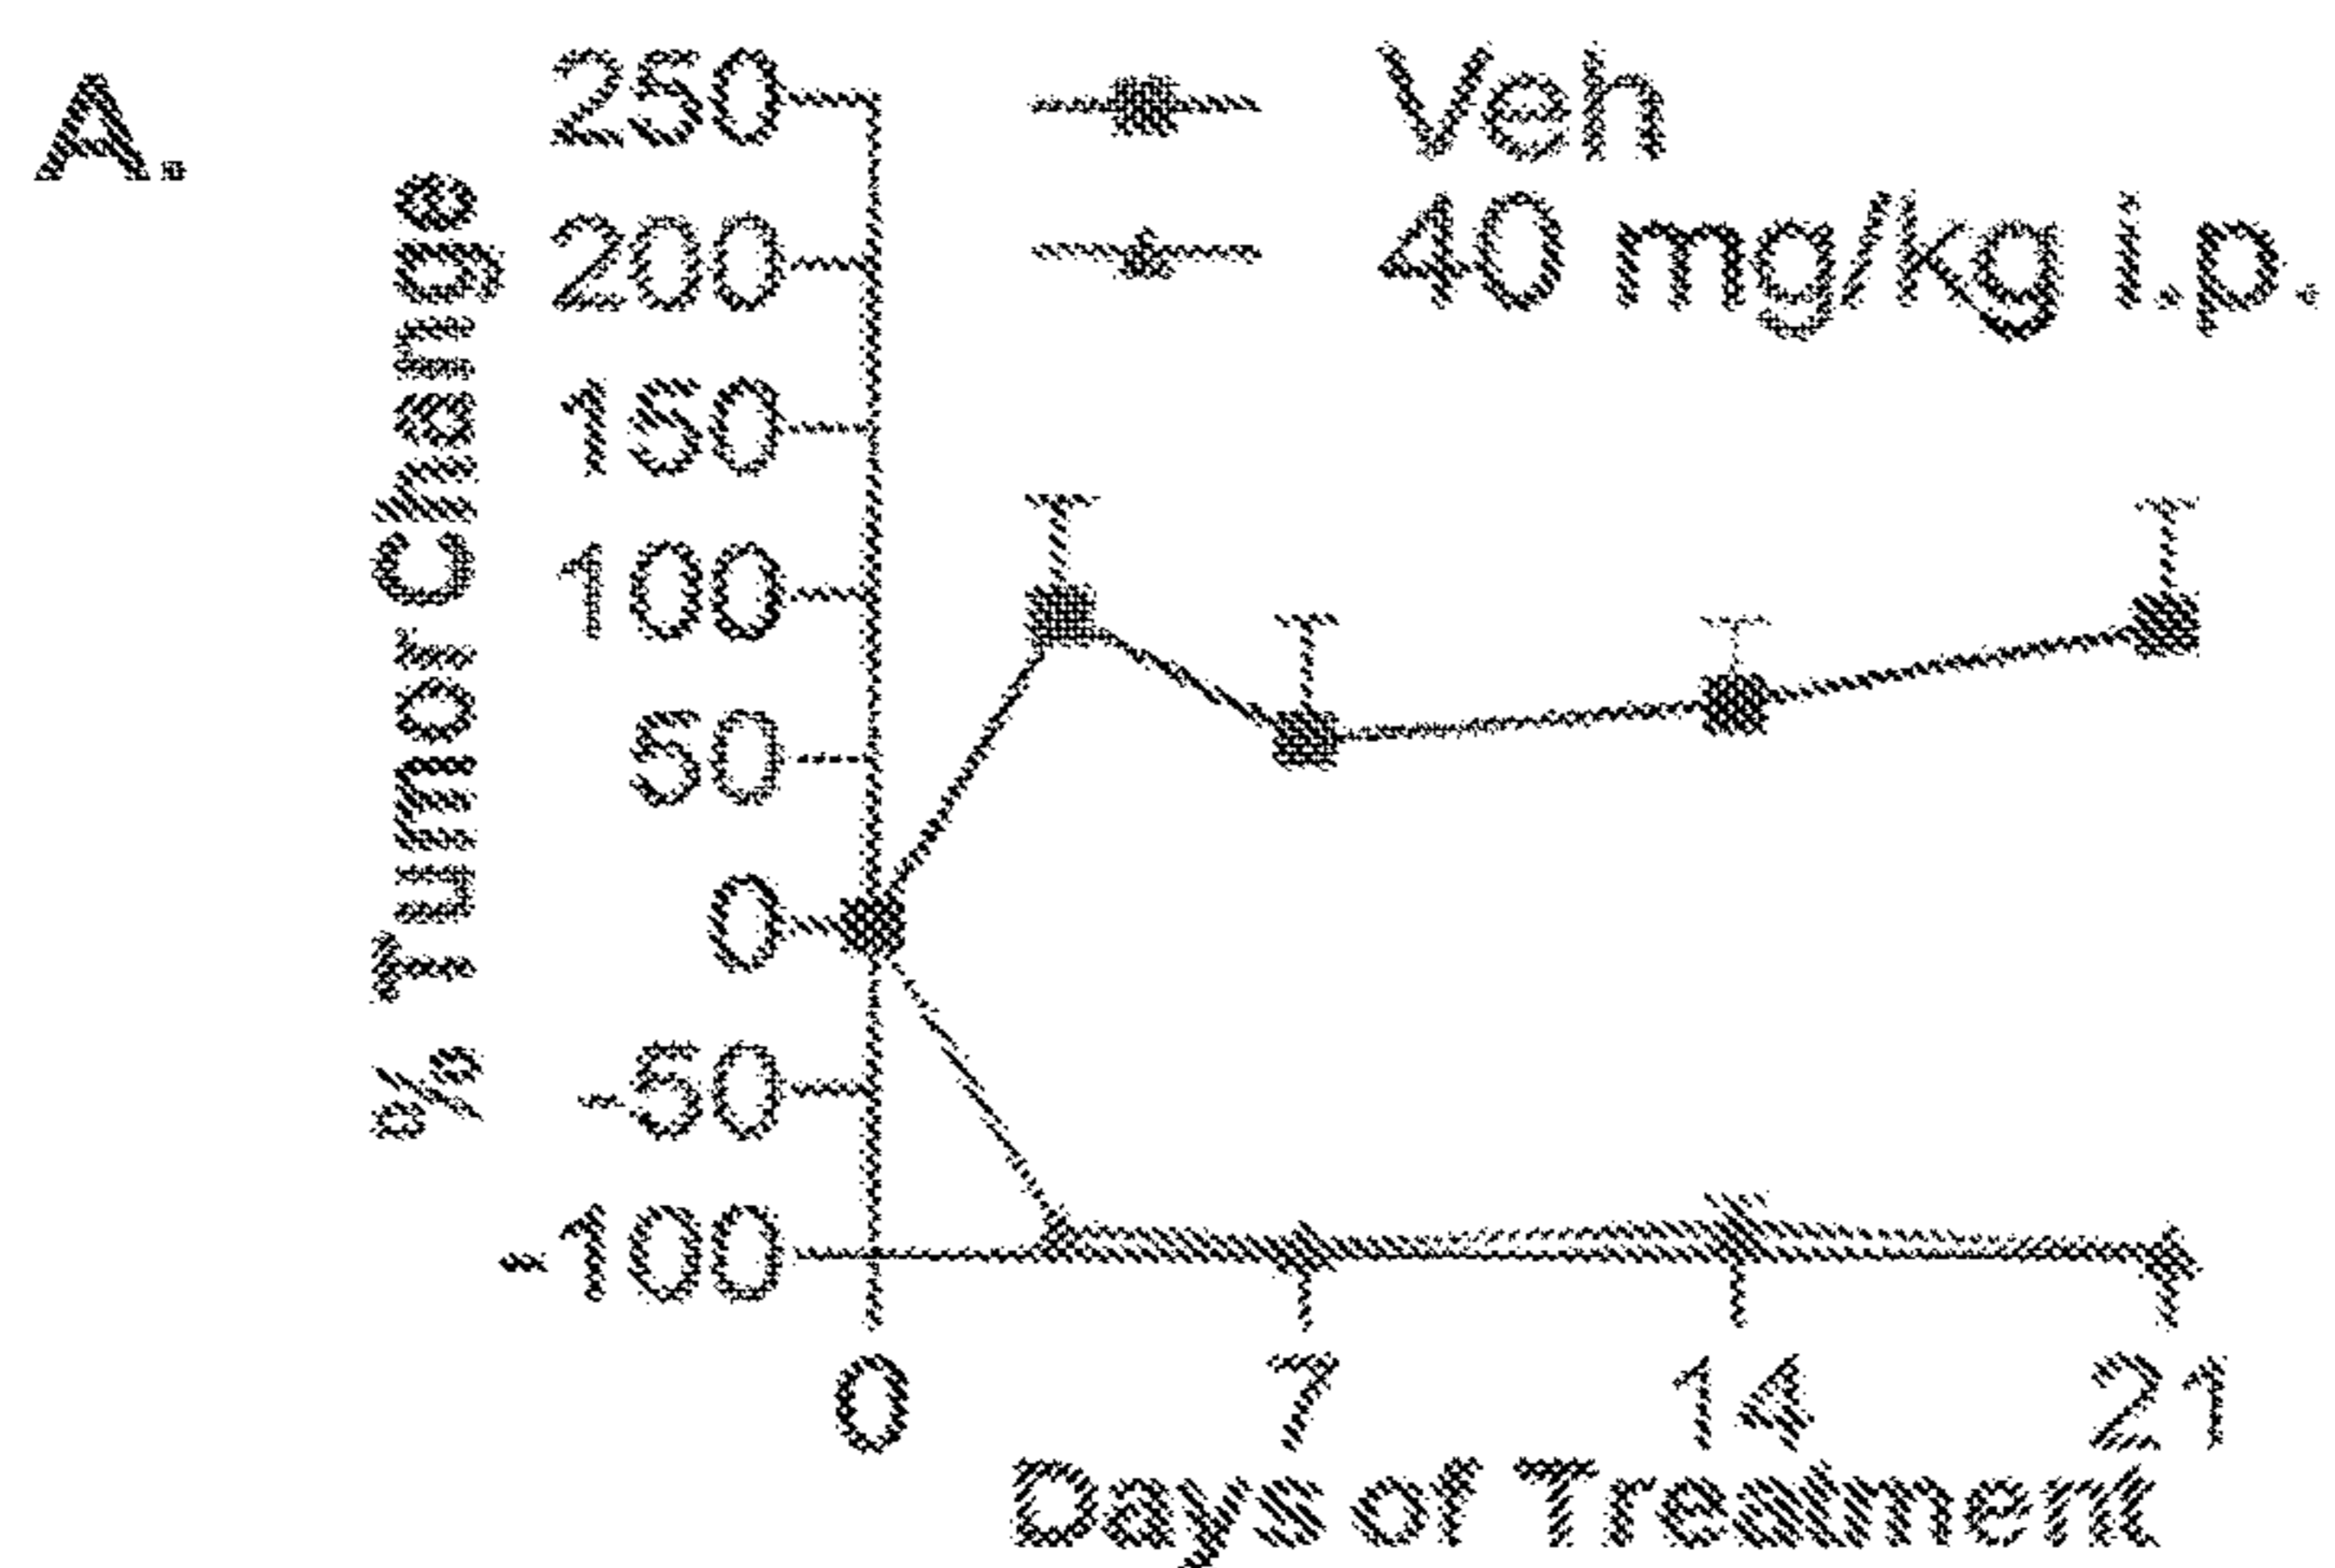 A.
Veh
40 mg/kg i.p.
% Tumor Change
250
200
150
100
50
0
-50
-100
0 7 14 21
Days of Treatment